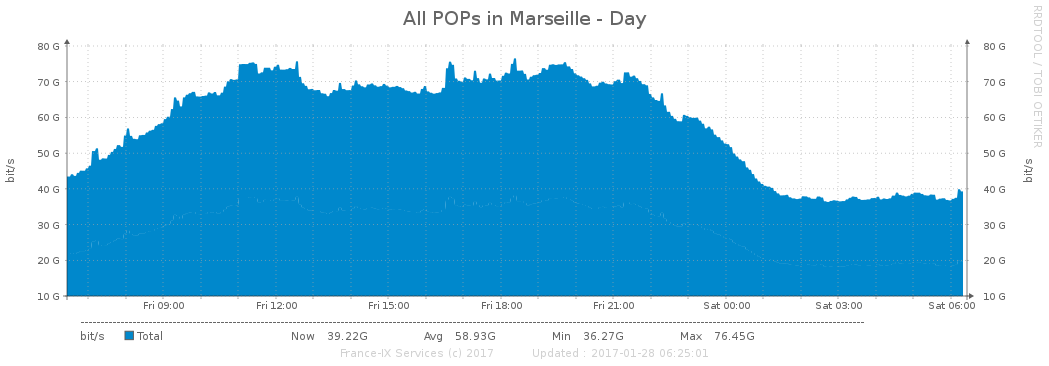 All POPs in Marseille - Day
RRDTOOL / TOBI OETIKER
80 G 80 G
70 G 70 G
60 G 60 G
50 G 50 G
40 G 40 G
30 G 30 G
20 G 20 G
10 G 10 G
bit/s
bit/s
Fri 09:00 Fri 12:00 Fri 15:00 Fri 18:00 Fri 21:00 Sat 00:00 Sat 03:00 Sat 06:00
bit/s Total Now 39.22G Avg 58.93G Min 36.27G Max 76.45G
France-IX Services (c) 2017 Updated : 2017-01-28 06:25:01